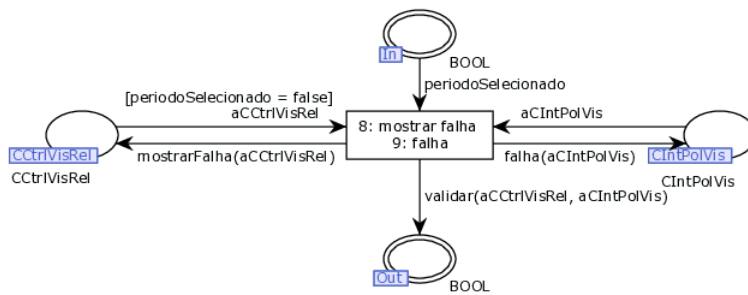 In
BOOL
periodoSelecionado
[periodoSelecionado = false]
aCCtrlVisRel
aCIntPolVis
8: mostrar falha
9: falha
CCtrlVisRel
CCtrlVisRel
mostrarFalha(aCCtrlVisRel)
falha(aCIntPolVis)
CIntPolVis
CIntPolVis
validar(aCCtrlVisRel, aCIntPolVis)
Out
BOOL